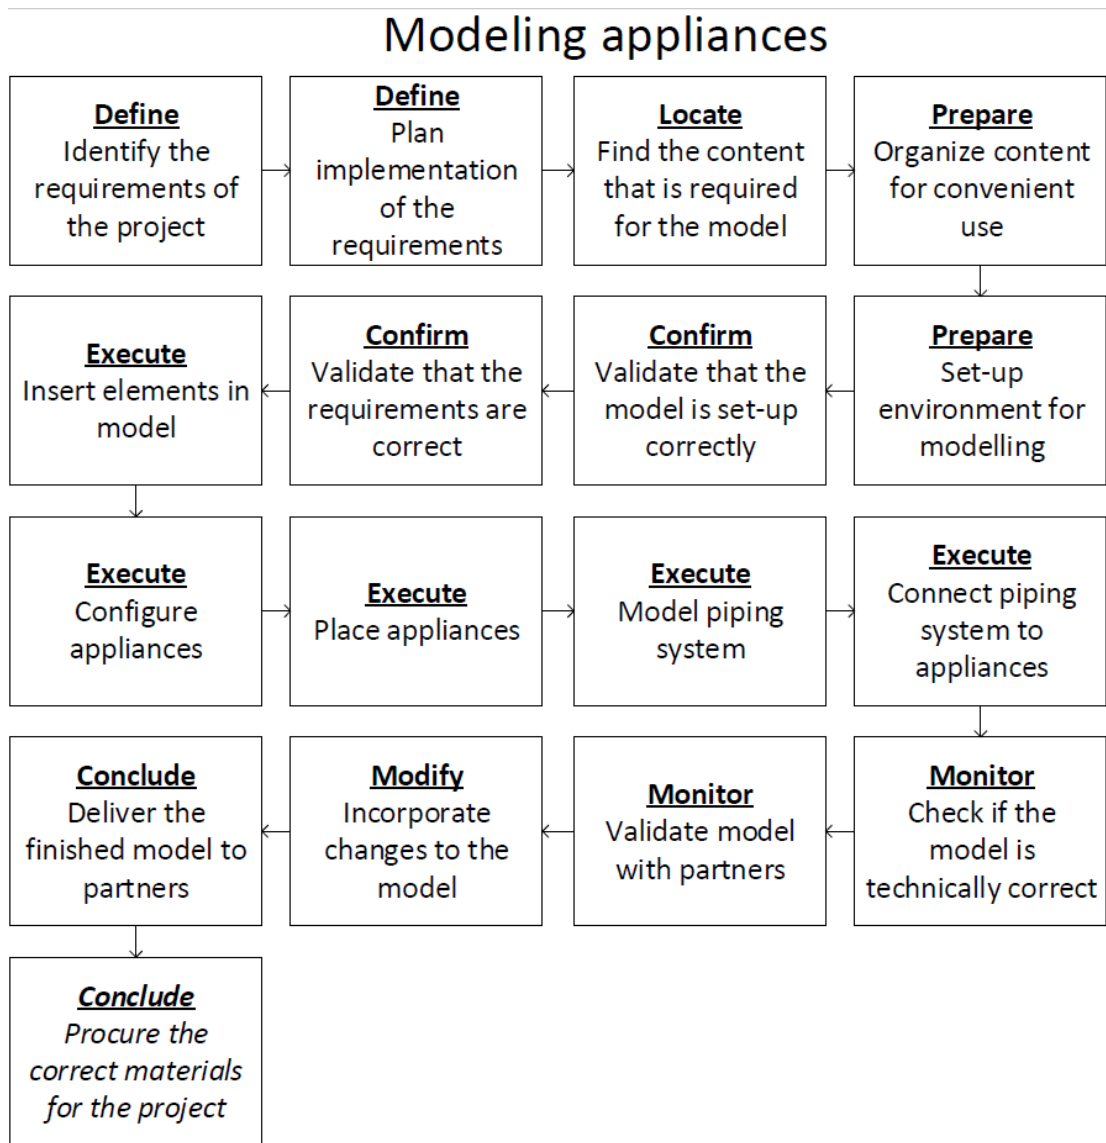 Modeling appliances
Define
Identify the
requirements of
the project
Define
Plan
implementation
of the
requirements
Locate
Find the content
that is required
for the model
Prepare
Organize content
for convenient
use
Prepare
Set-up
environment for
modelling
Confirm
Validate that the
model is set-up
correctly
Confirm
Validate that the
requirements are
correct
Execute
Insert elements in
model
Execute
Configure
appliances
Execute
Place appliances
Execute
Model piping
system
Execute
Connect piping
system to
appliances
Monitor
Check if the
model is
technically correct
Monitor
Validate model
with partners
Modify
Incorporate
changes to the
model
Conclude
Deliver the
finished model to
partners
Conclude
Procure the
correct materials
for the project